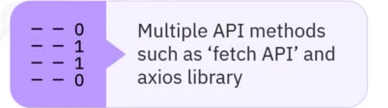 _ _ 0
_ _ 1
_ _ 1
_ _ 0
Multiple API methods
such as ‘fetch API’ and
axios library